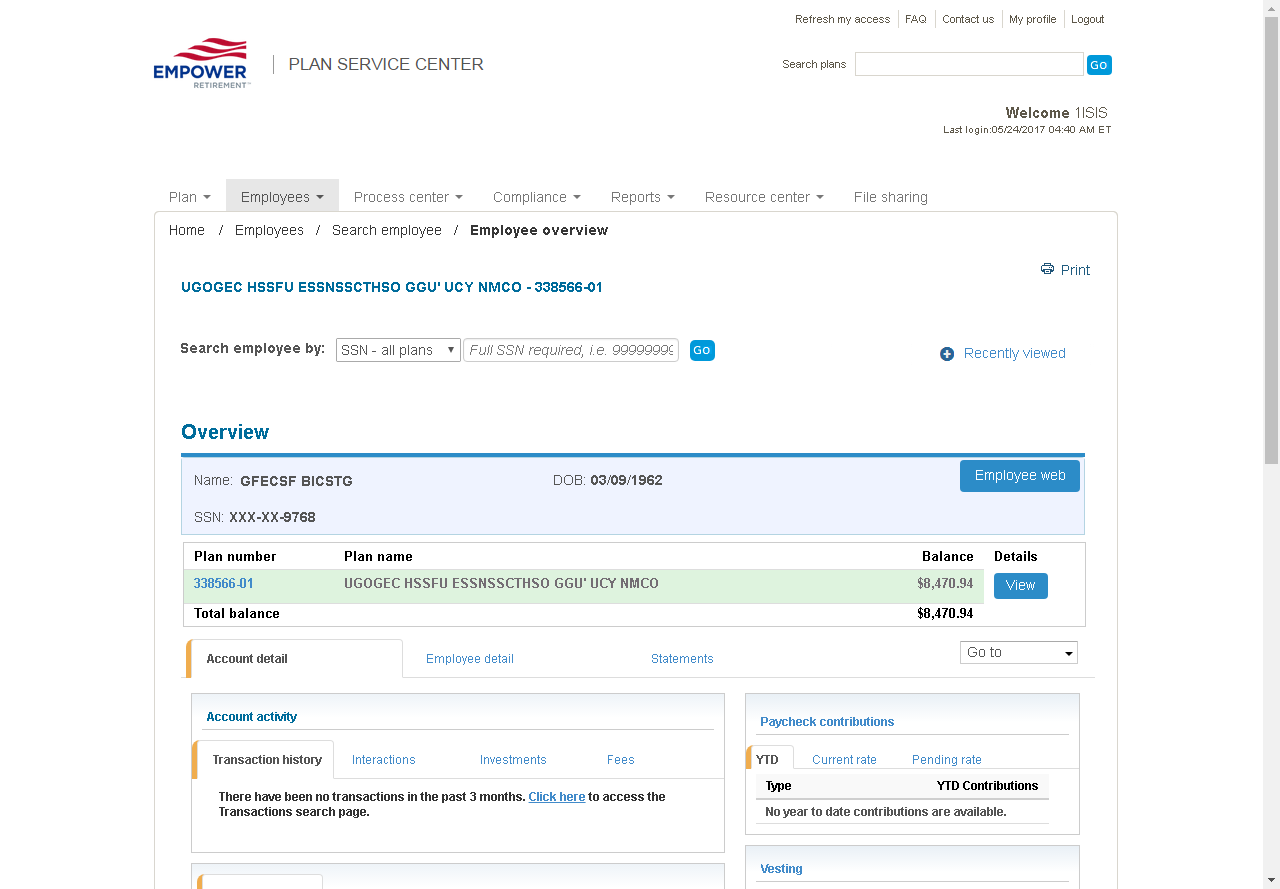 Refresh my access FAQ Contact us My profile Logout
EMPOWER RETIREMENT™ PLAN SERVICE CENTER
Search plans Go
Welcome 1ISIS
Last login:05/24/2017 04:40 AM ET
Plan Employees Process center Compliance Reports Resource center File sharing
Home / Employees / Search employee / Employee overview
Print
UGOGEC HSSFU ESSNSSCTHSO GGU' UCY NMCO - 338566-01
Search employee by: SSN - all plans Full SSN required, i.e. 99999999 Go
Recently viewed
Overview
Name: GFECSF BICSTG DOB: 03/09/1962 Employee web
SSN: XXX-XX-9768
Plan number Plan name Balance Details
338566-01 UGOGEC HSSFU ESSNSSCTHSO GGU' UCY NMCO $8,470.94 View
Total balance $8,470.94
Account detail Employee detail Statements Go to
Account activity
Transaction history Interactions Investments Fees
There have been no transactions in the past 3 months. Click here to access the
Transactions search page.
Paycheck contributions
YTD Current rate Pending rate
Type YTD Contributions
No year to date contributions are available.
Vesting